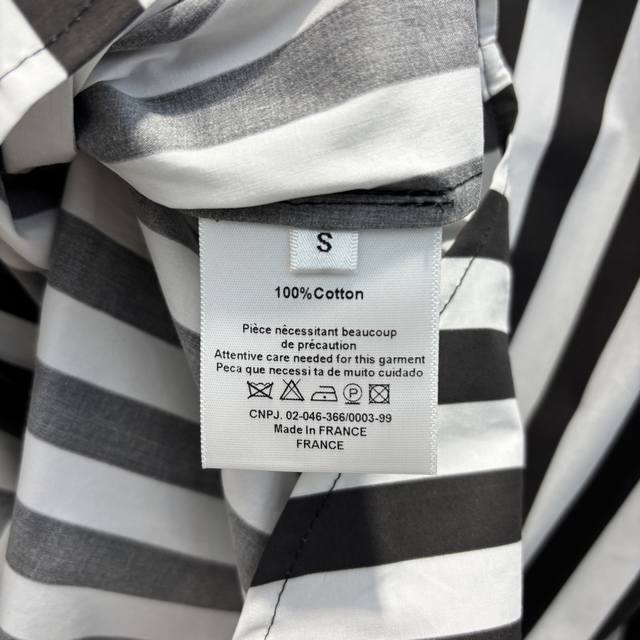 S
100%Cotton
Pièce nécessitant beaucoup
de précaution
Attentive care needed for this garment
Peca que necessi ta de muito cuidado
P
CNPJ. 02-046-366/0003-99
Made In FRANCE
FRANCE